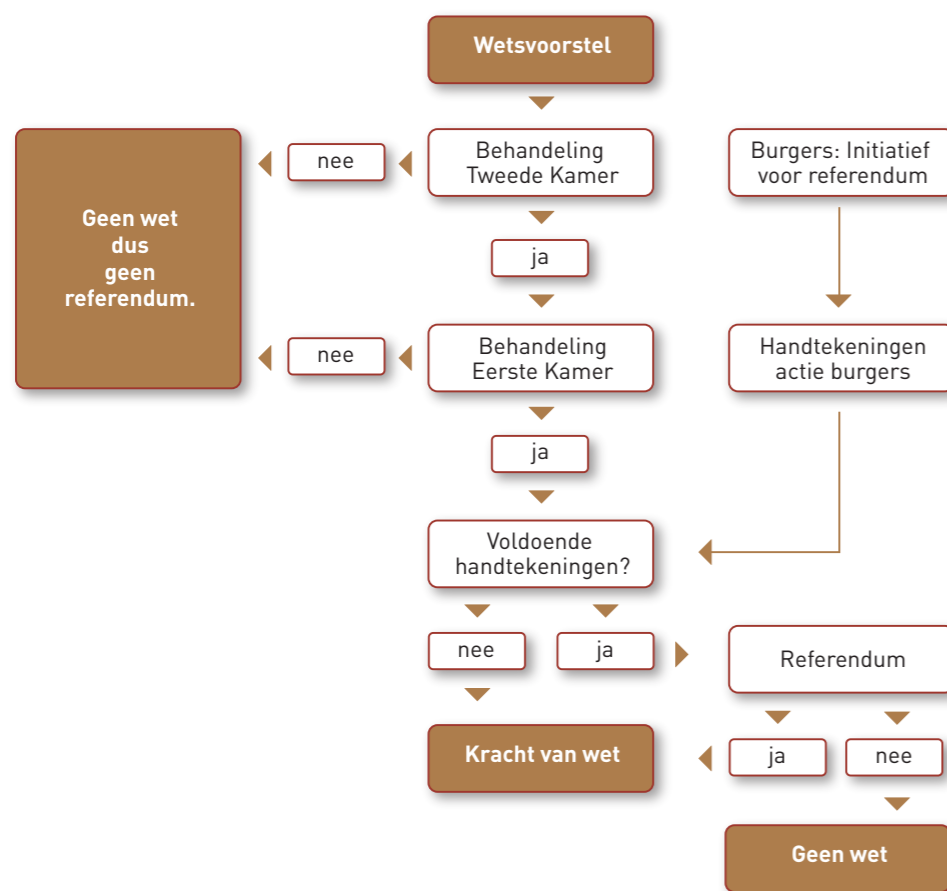 Wetsvoorstel
nee
Behandeling
Tweede Kamer
Burgers: Initiatief
voor referendum
Geen wet
dus
geen
referendum.
ja
nee
Behandeling
Eerste Kamer
Handtekeningen
actie burgers
ja
Voldoende
handtekeningen?
nee
ja
Referendum
Kracht van wet
ja
nee
Geen wet